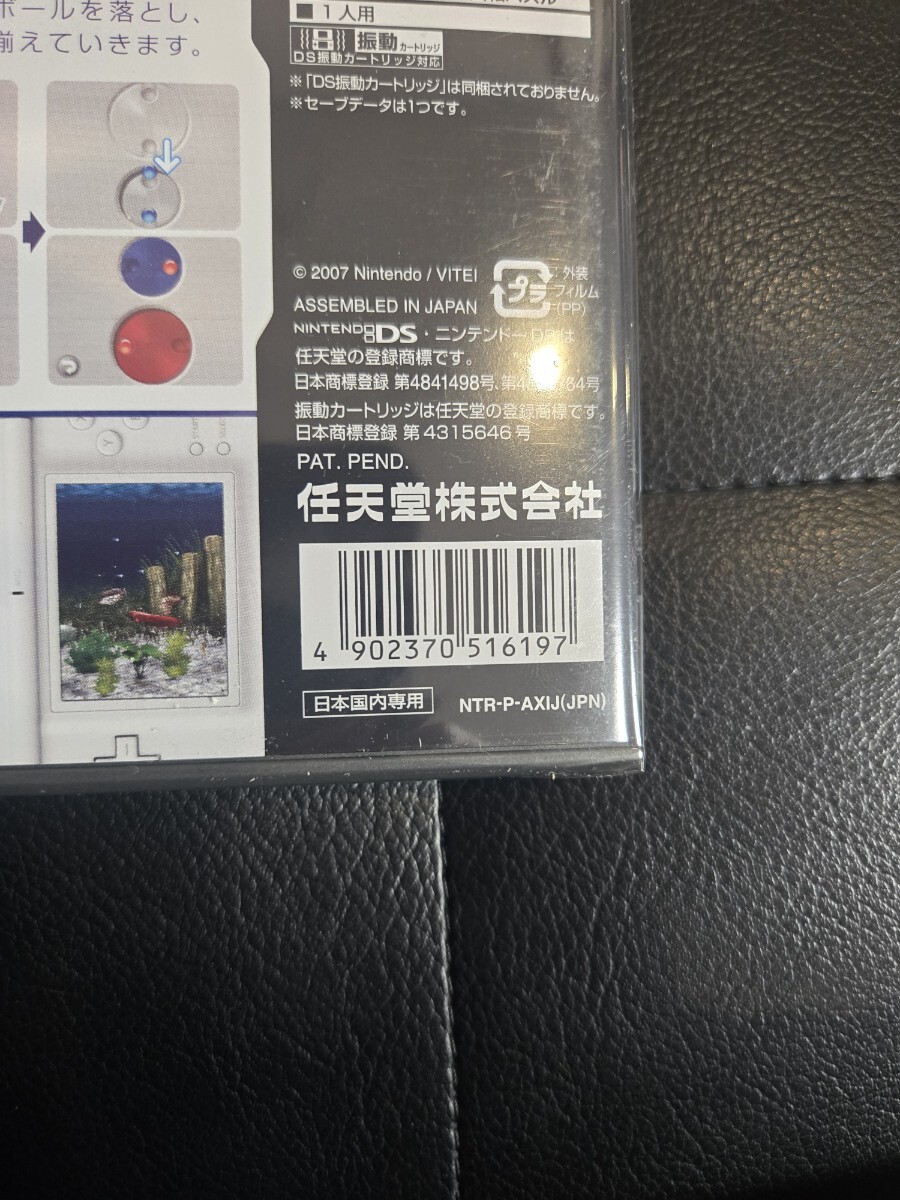 ボールを落とし、
揃えていきます。
■1人用
振動カートリッジ
DS振動カートリッジ対応
※「DS振動カートリッジ」は同梱されておりません。
※セーブデータは1つです。
© 2007 Nintendo / VITEI
プラ
:外装
フィルム
(PP)
ASSEMBLED IN JAPAN
NINTENDO DS・ニンテンドーDSは
任天堂の登録商標です。
日本商標登録 第4841498号、
振動カートリッジは任天堂の登録商標です。
日本商標登録 第4315646号
PAT. PEND.
任天堂株式会社
4 902370 516197
日本国内専用
NTR-P-AXIJ(JPN)
Y
X
START